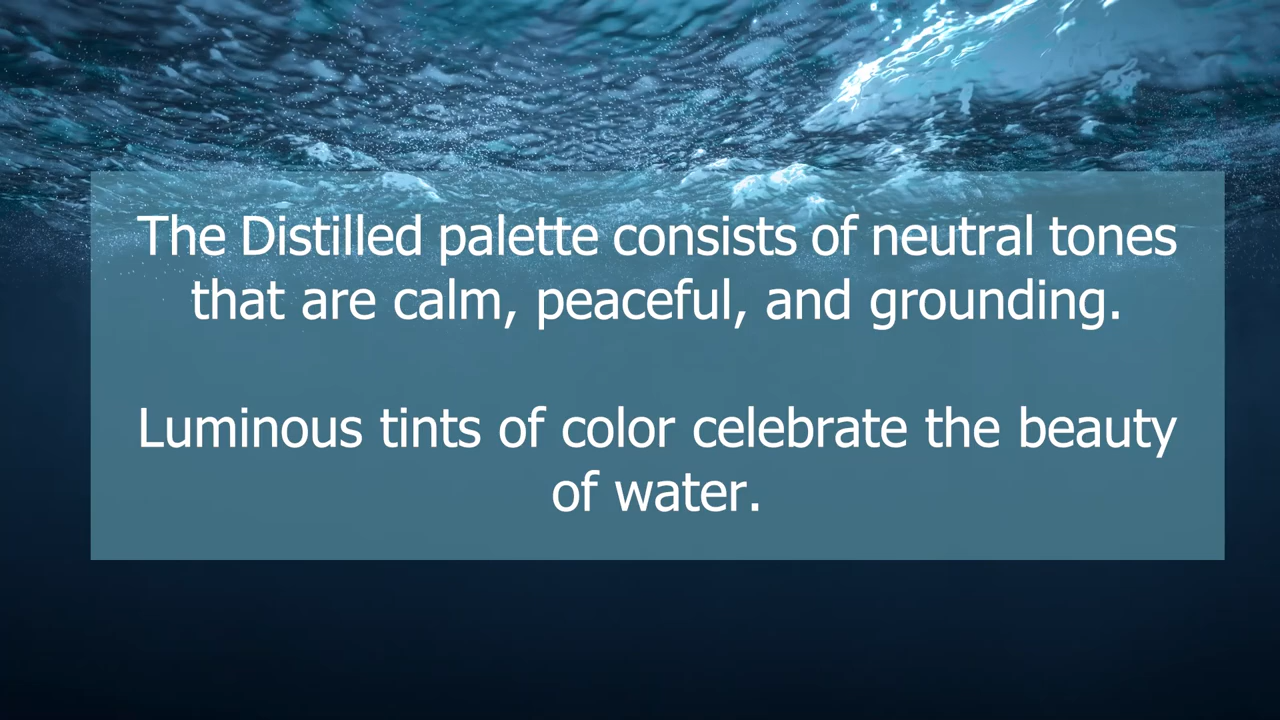 The Distilled palette consists of neutral tones
that are calm, peaceful, and grounding.
Luminous tints of color celebrate the beauty
of water.